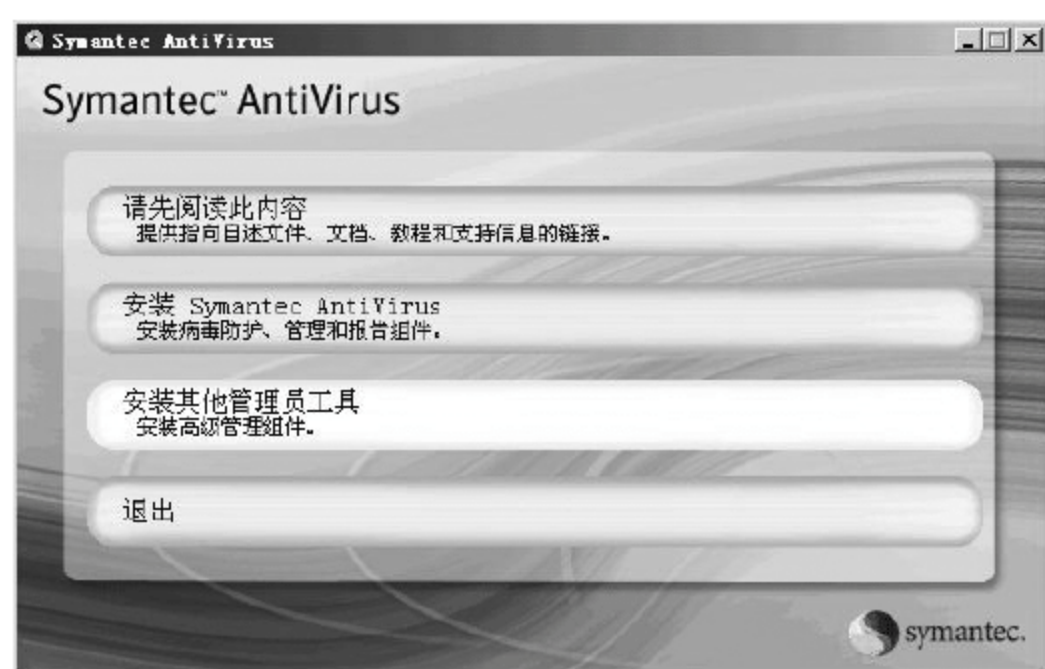 Symantec AntiVirus
Symantec™ AntiVirus
请先阅读此内容
提供指向自述文件、文档、教程和支持信息的链接。
安装 Symantec AntiVirus
安装病毒防护、管理和报告组件。
安装其他管理员工具
安装高级管理组件。
退出
symantec.